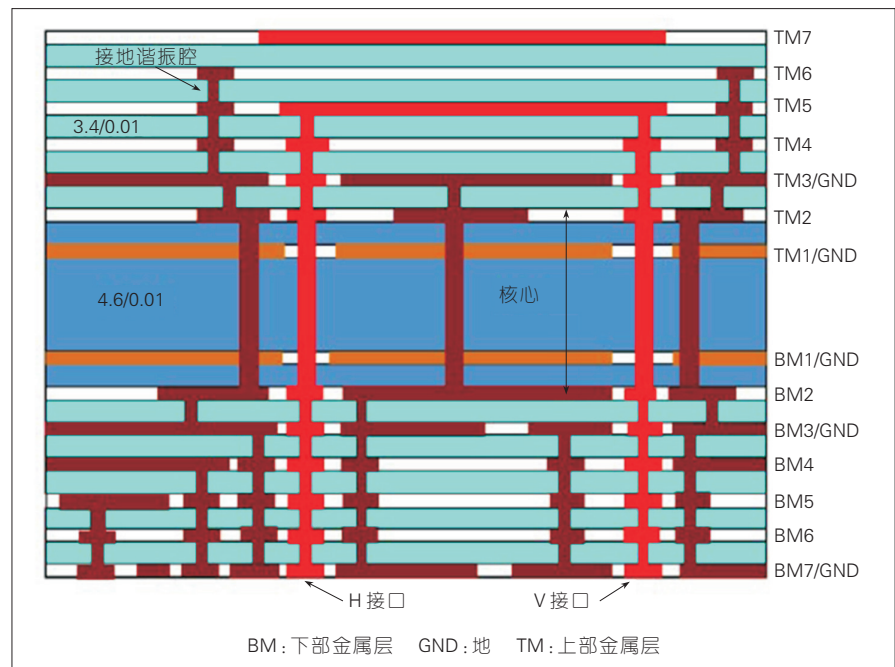 TM7
接地谐振腔
TM6
TM5
3.4/0.01
TM4
TM3/GND
TM2
TM1/GND
4.6/0.01
核心
BM1/GND
BM2
BM3/GND
BM4
BM5
BM6
BM7/GND
H 接口
V 接口
BM：下部金属层 GND：地 TM：上部金属层